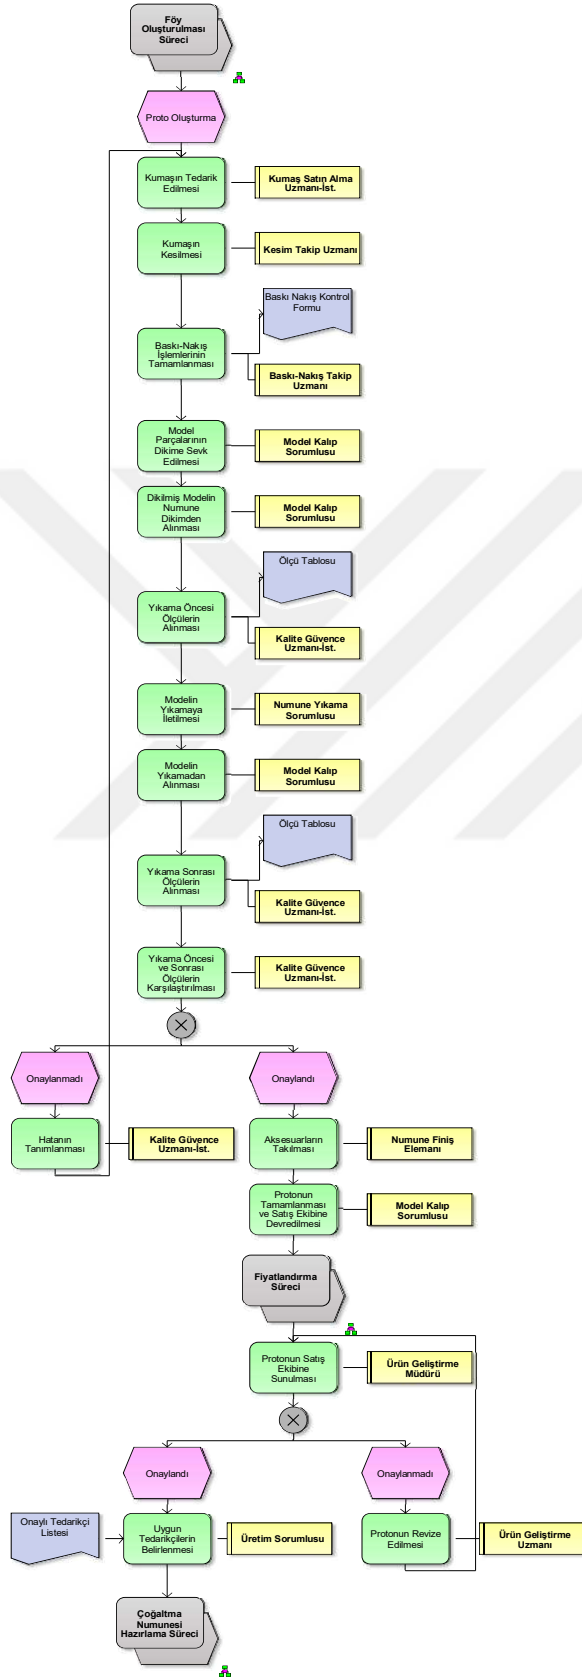 Föy
Oluşturulması
Süreci
Proto Oluşturma
Kumaşın Tedarik
Edilmesi
Kumaş Satın Alma
Uzmanı-İst.
Kumaşın
Kesilmesi
Kesim Takip Uzmanı
Baskı Nakış Kontrol
Formu
Baskı-Nakış
İşlemlerinin
Tamamlanması
Baskı-Nakış Takip
Uzmanı
Model
Parçalarının
Dikime Sevk
Edilmesi
Model Kalıp
Sorumlusu
Dikilmiş Modelin
Numune
Dikimden
Alınması
Model Kalıp
Sorumlusu
Ölçü Tablosu
Yıkama Öncesi
Ölçülerin
Alınması
Kalite Güvence
Uzmanı-İst.
Modelin
Yıkamaya
İletilmesi
Numune Yıkama
Sorumlusu
Modelin
Yıkamadan
Alınması
Model Kalıp
Sorumlusu
Ölçü Tablosu
Yıkama Sonrası
Ölçülerin
Alınması
Kalite Güvence
Uzmanı-İst.
Yıkama Öncesi
ve Sonrası
Ölçülerin
Karşılaştırılması
Kalite Güvence
Uzmanı-İst.
Onaylanmadı
Onaylandı
Hatanın
Tanımlanması
Kalite Güvence
Uzmanı-İst.
Aksesuarların
Takılması
Numune Finiş
Elemanı
Protonun
Tamamlanması
ve Satış Ekibine
Devredilmesi
Model Kalıp
Sorumlusu
Fiyatlandırma
Süreci
Protonun Satış
Ekibine
Sunulması
Ürün Geliştirme
Müdürü
Onaylandı
Onaylanmadı
Onaylı Tedarikçi
Listesi
Uygun
Tedarikçilerin
Belirlenmesi
Üretim Sorumlusu
Protonun Revize
Edilmesi
Ürün Geliştirme
Uzmanı
Çoğaltma
Numunesi
Hazırlama Süreci